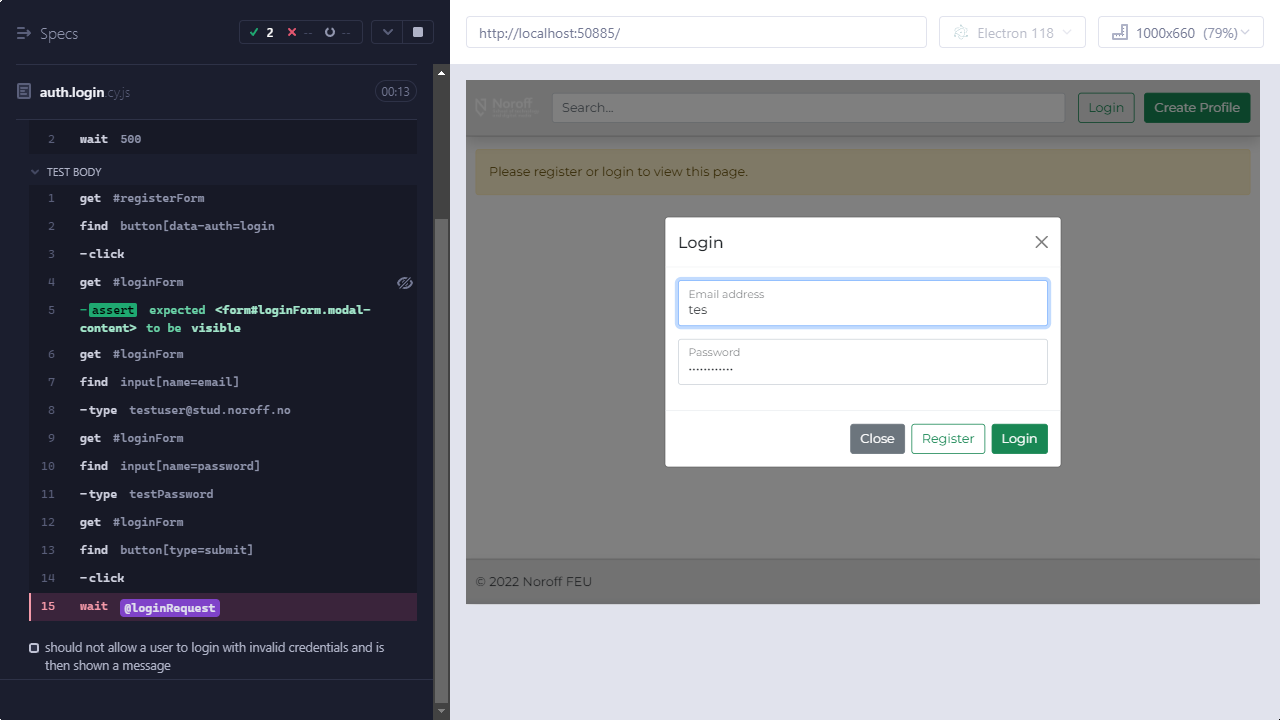 Specs
2 -- --
auth.login.cy.js 00:13
2 wait 500
TEST BODY
1 get #registerForm
2 find button[data-auth=login
3 -click
4 get #loginForm
5 -assert expected <form#loginForm.modal-
content> to be visible
6 get #loginForm
7 find input[name=email]
8 -type testuser@stud.noroff.no
9 get #loginForm
10 find input[name=password]
11 -type testPassword
12 get #loginForm
13 find button[type=submit]
14 -click
15 wait @loginRequest
should not allow a user to login with invalid credentials and is
then shown a message
http://localhost:50885/ Electron 118 1000x660 (79%)
Noroff Search... Login Create Profile
Please register or login to view this page.
Login
Email address
tes
Password
••••••••••••
Close Register Login
© 2022 Noroff FEU